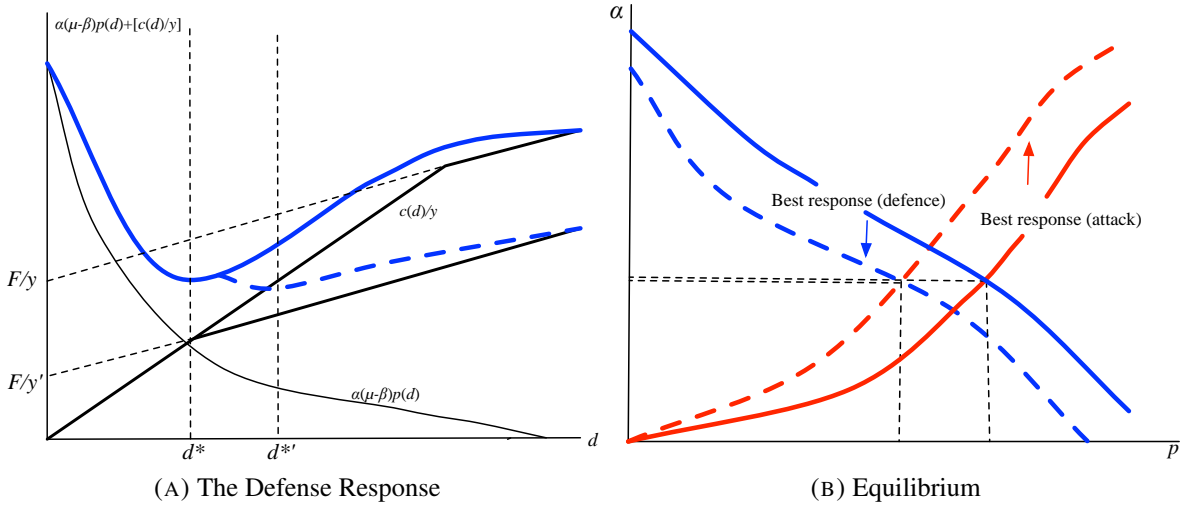 α(μ-β)p(d)+[c(d)/y]
c(d)/y
F/y
F/y'
α(μ-β)p(d)
d
d*
d*'
(A) The Defense Response
α
Best response (defence)
Best response (attack)
p
(B) Equilibrium